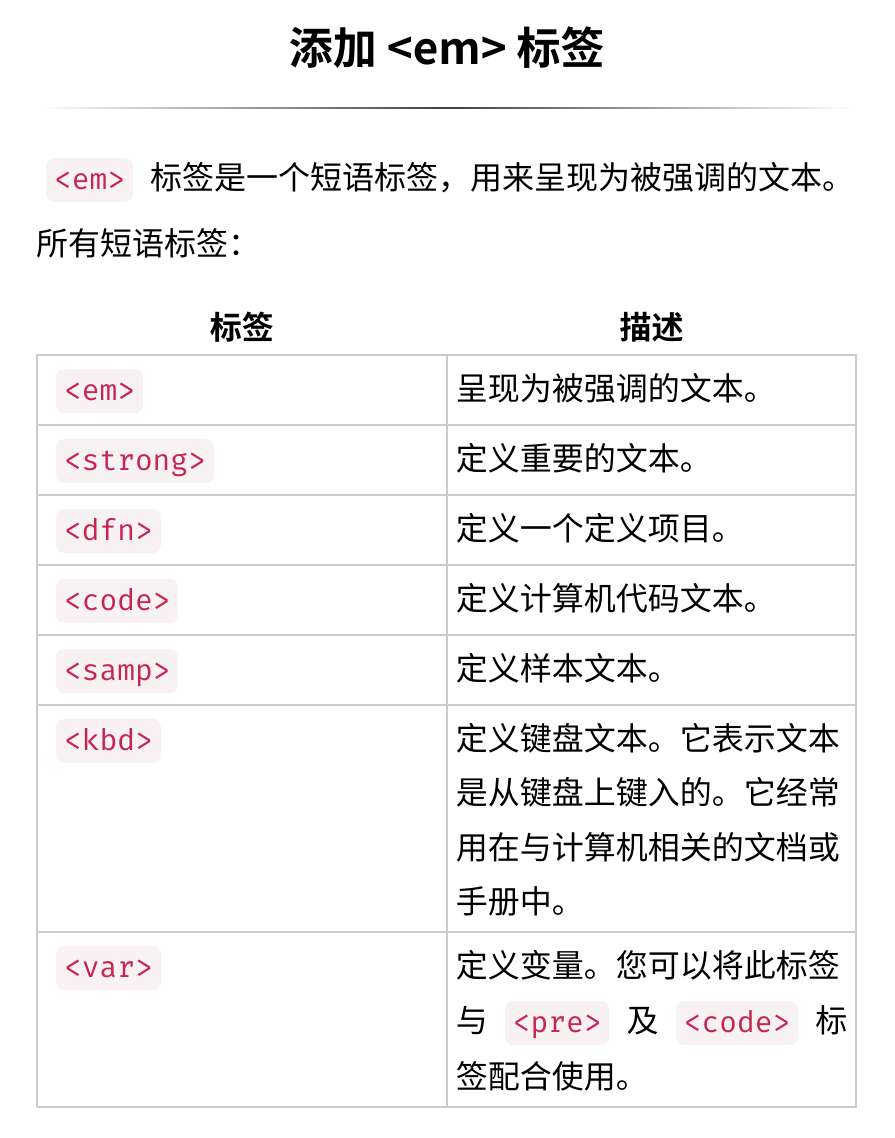 添加 <em> 标签
<em> 标签是一个短语标签，用来呈现为被强调的文本。
所有短语标签：
标签 描述
<em> 呈现为被强调的文本。
<strong> 定义重要的文本。
<dfn> 定义一个定义项目。
<code> 定义计算机代码文本。
<samp> 定义样本文本。
<kbd> 定义键盘文本。它表示文本
是从键盘上键入的。它经常
用在与计算机相关的文档或
手册中。
<var> 定义变量。您可以将此标签
与 <pre> 及 <code> 标
签配合使用。